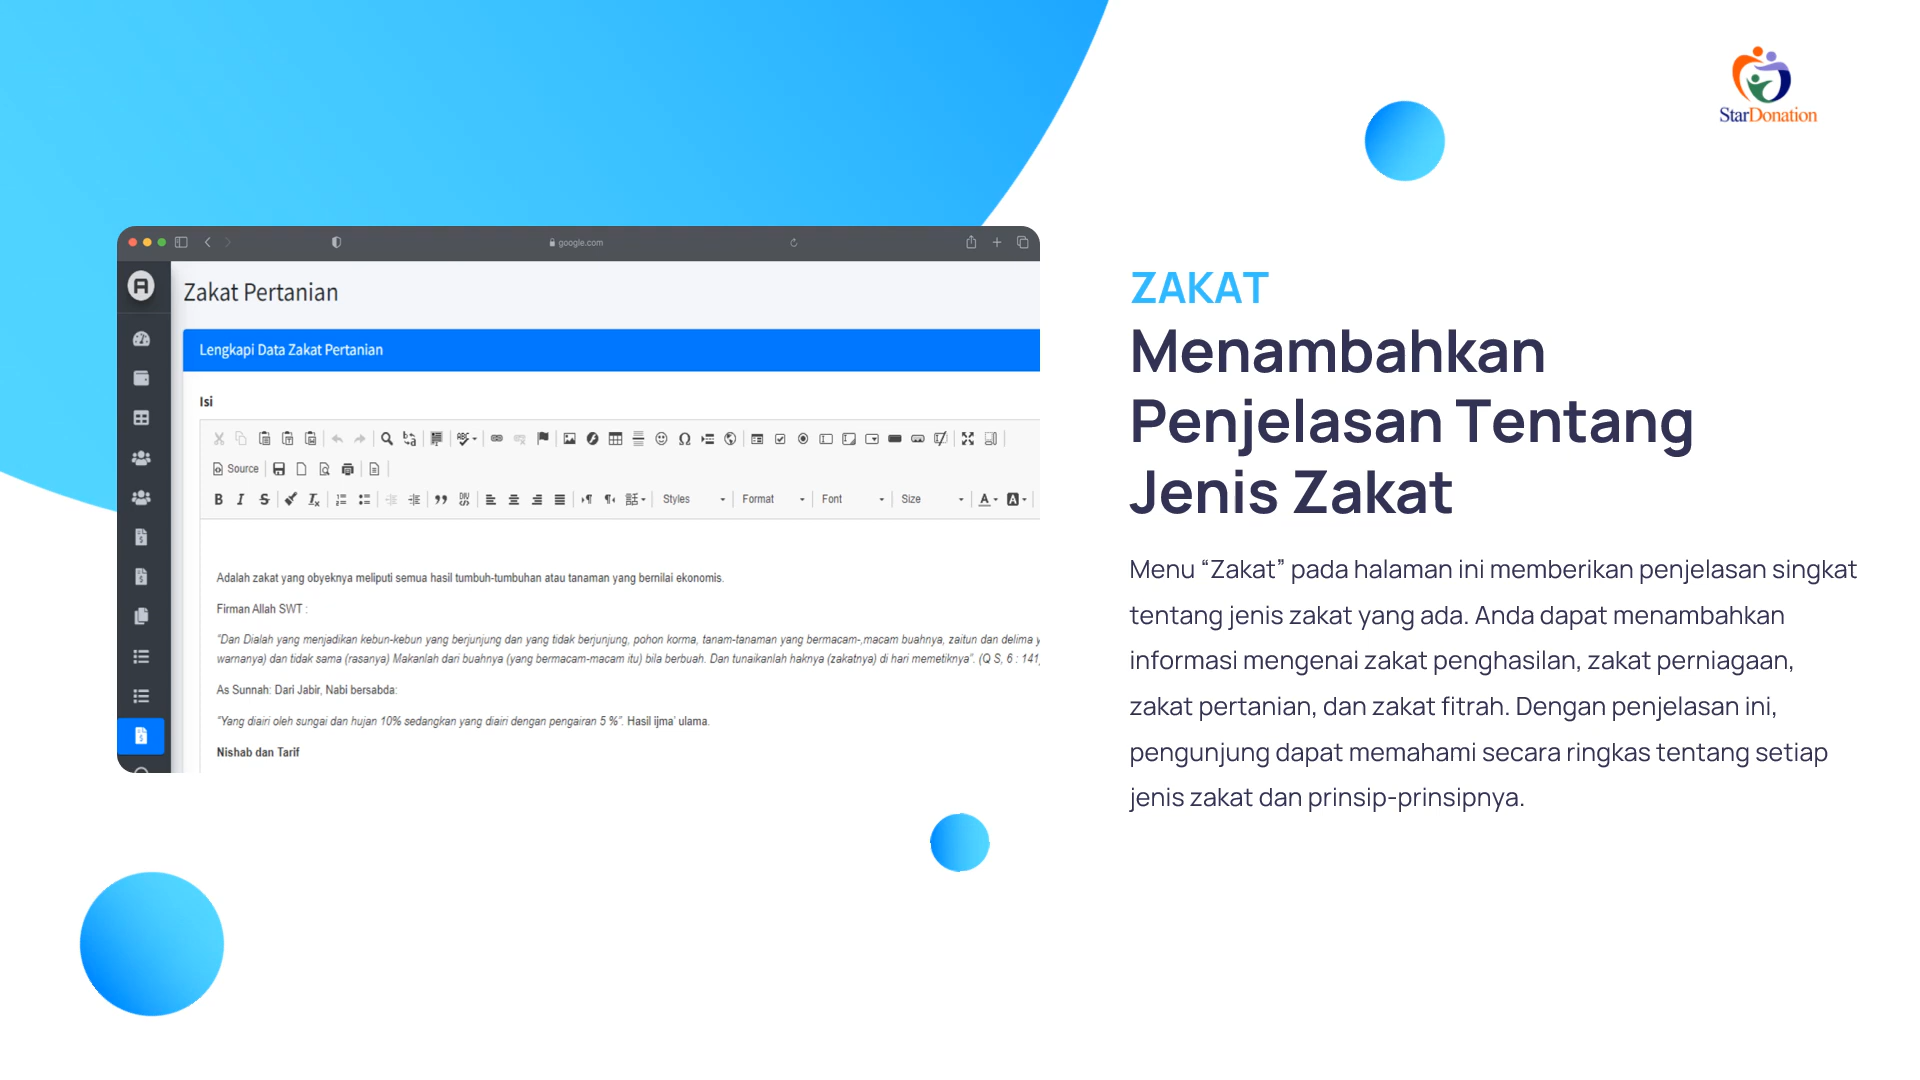 StarDonation
google.com
Zakat Pertanian
Lengkapi Data Zakat Pertanian
Isi
Source
Styles Format Font Size
Adalah zakat yang obyeknya meliputi semua hasil tumbuh-tumbuhan atau tanaman yang bernilai ekonomis.
Firman Allah SWT :
“Dan Dialah yang menjadikan kebun-kebun yang berjunjung dan yang tidak berjunjung, pohon korma, tanam-tanaman yang bermacam-,macam buahnya, zaitun dan delima y
warnanya) dan tidak sama (rasanya) Makanlah dari buahnya (yang bermacam-macam itu) bila berbuah. Dan tunaikanlah haknya (zakatnya) di hari memetiknya”. (Q S, 6 : 141
As Sunnah: Dari Jabir, Nabi bersabda:
“Yang diairi oleh sungai dan hujan 10% sedangkan yang diairi dengan pengairan 5 %”. Hasil ijma’ ulama.
Nishab dan Tarif
ZAKAT
Menambahkan
Penjelasan Tentang
Jenis Zakat
Menu “Zakat” pada halaman ini memberikan penjelasan singkat
tentang jenis zakat yang ada. Anda dapat menambahkan
informasi mengenai zakat penghasilan, zakat perniagaan,
zakat pertanian, dan zakat fitrah. Dengan penjelasan ini,
pengunjung dapat memahami secara ringkas tentang setiap
jenis zakat dan prinsip-prinsipnya.